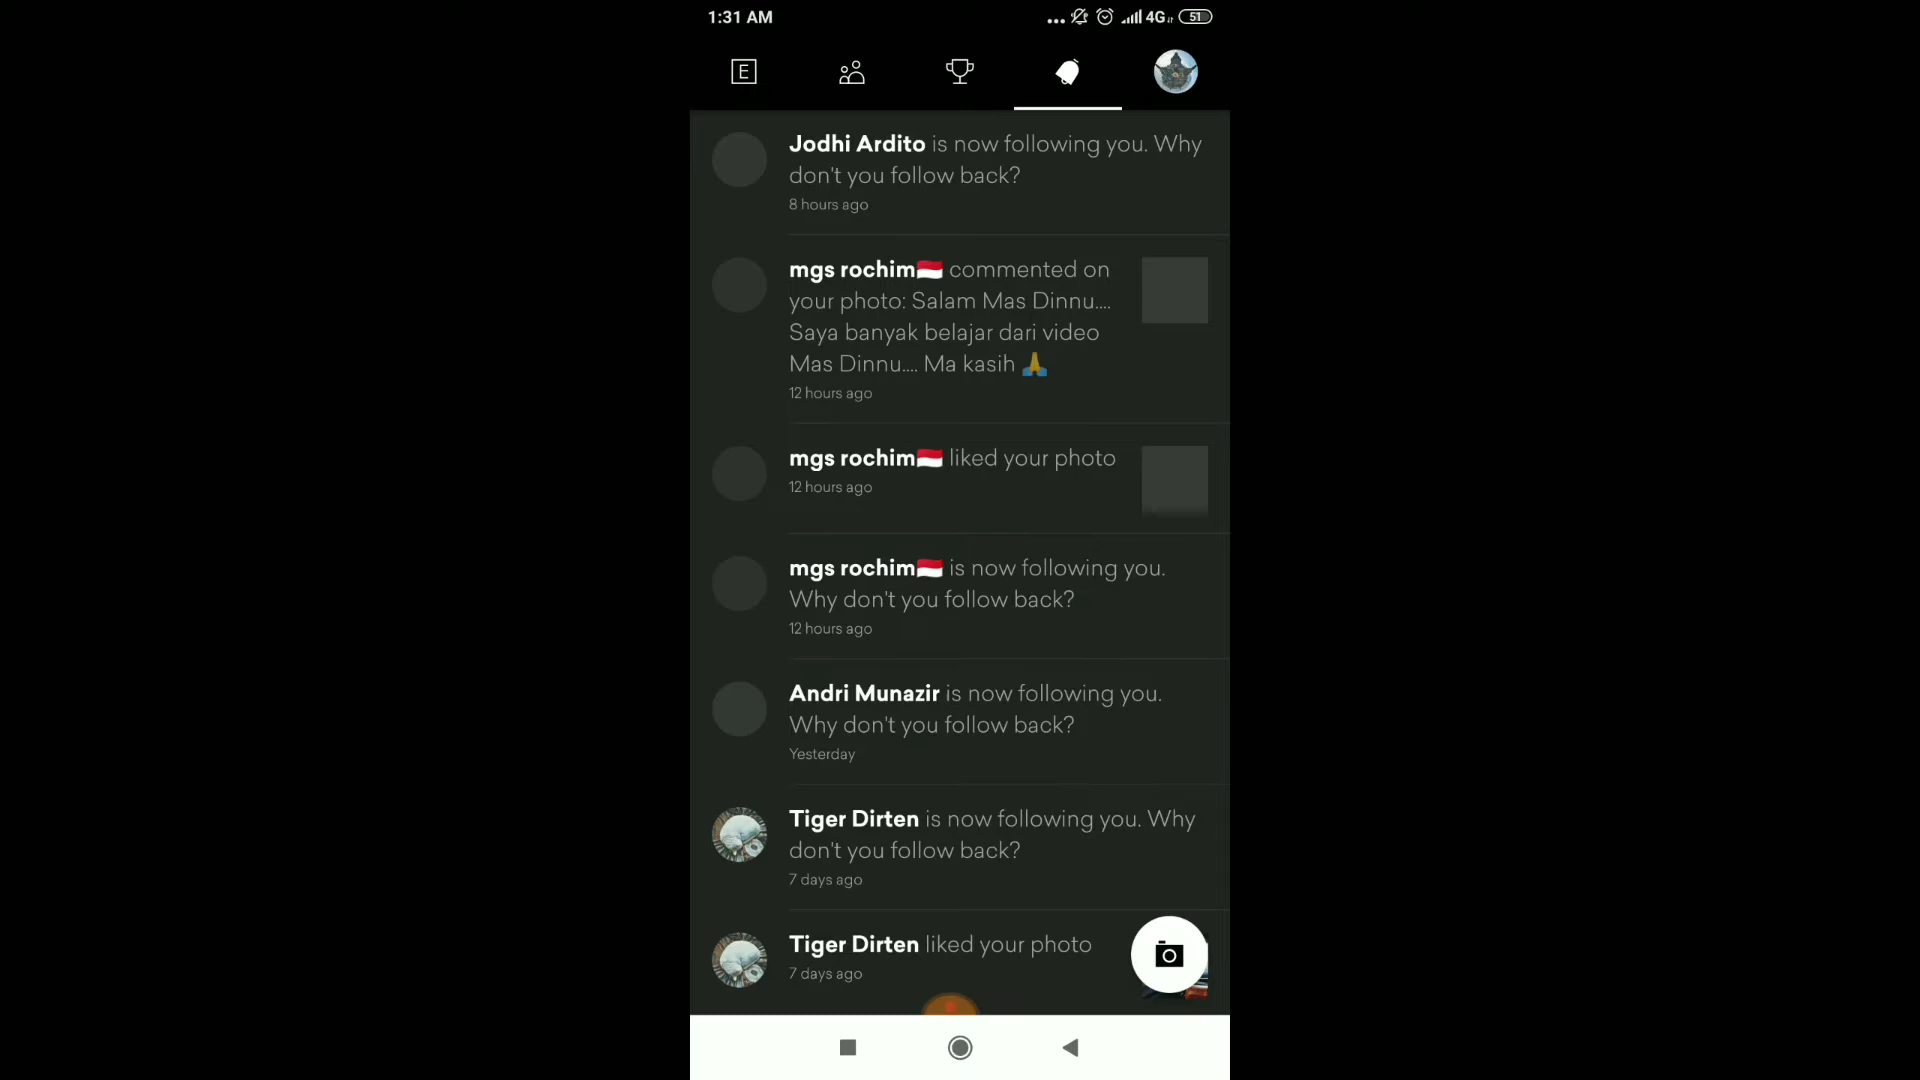 1:31 AM
4G
51
E
Jodhi Ardito is now following you. Why
don't you follow back?
8 hours ago
mgs rochim🇮🇩 commented on
your photo: Salam Mas Dinnu....
Saya banyak belajar dari video
Mas Dinnu.... Ma kasih 🙏
12 hours ago
mgs rochim🇮🇩 liked your photo
12 hours ago
mgs rochim🇮🇩 is now following you.
Why don't you follow back?
12 hours ago
Andri Munazir is now following you.
Why don't you follow back?
Yesterday
Tiger Dirten is now following you. Why
don't you follow back?
7 days ago
Tiger Dirten liked your photo
7 days ago